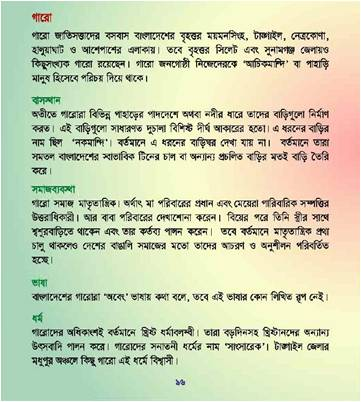 গারো
গারো জাতিসত্তাদের বসবাস বাংলাদেশের বৃহত্তর ময়মনসিংহ, টাঙ্গাইল, নেত্রকোণা,
হালুয়াঘাট ও আশেপাশের এলাকায়। তবে বৃহত্তর সিলেট এবং সুনামগঞ্জ জেলায়ও
কিছুসংখ্যক গারো রয়েছেন। গারো জনগোষ্ঠী নিজেদেরকে 'আচিকমান্দি' বা পাহাড়ি
মানুষ হিসেবে পরিচয় দিয়ে থাকে।
বাসস্থান
অতীতে গারোরা বিভিন্ন পাহাড়ের পাদদেশে অথবা নদীর ধারে তাদের বাড়িগুলো নির্মাণ
করত। এই বাড়িগুলো সাধারণত দুচালা বিশিষ্ট দীর্ঘ আকারের হতো। এ ধরনের বাড়ির
নাম ছিল 'নকমান্দি'। বর্তমানে এ ধরনের বাড়িঘর দেখা যায় না। বর্তমানে তারা
সমতল বাংলাদেশের স্বাভাবিক টিনের চাল বা অন্যান্য প্রচলিত বাড়ির মতই বাড়ি তৈরি
করে।
সমাজব্যবস্থা
গারো সমাজ মাতৃতান্ত্রিক। অর্থাৎ মা পরিবারের প্রধান এবং মেয়েরা পারিবারিক সম্পত্তির
উত্তরাধিকারী। আর বাবা পরিবারের দেখাশোনা করেন। বিয়ের পরে তিনি স্ত্রীর সাথে
শ্বশুরবাড়িতে থাকেন এবং তার কর্তব্য পালন করেন। তবে বর্তমানে মাতৃতান্ত্রিক প্রথা
চালু থাকলেও দেশের বাঙালি সমাজের মতো তাদের আচরণ ও অনুশীলন পরিবর্তিত
হচ্ছে।
ভাষা
বাংলাদেশের গারোরা 'অবেং' ভাষায় কথা বলে, তবে এই ভাষার কোন লিখিত রূপ নেই।
ধর্ম
গারোদের অধিকাংশই বর্তমানে খ্রিষ্ট ধর্মাবলম্বী। তারা বড়দিনসহ খ্রিষ্টানদের অন্যান্য
উৎসবাদি পালন করে। গারোদের সনাতনী ধর্মের নাম 'সাংসারেক'। টাঙ্গাইল জেলার
মধুপুর অঞ্চলে কিছু গারো এই ধর্মে বিশ্বাসী।
৯৬